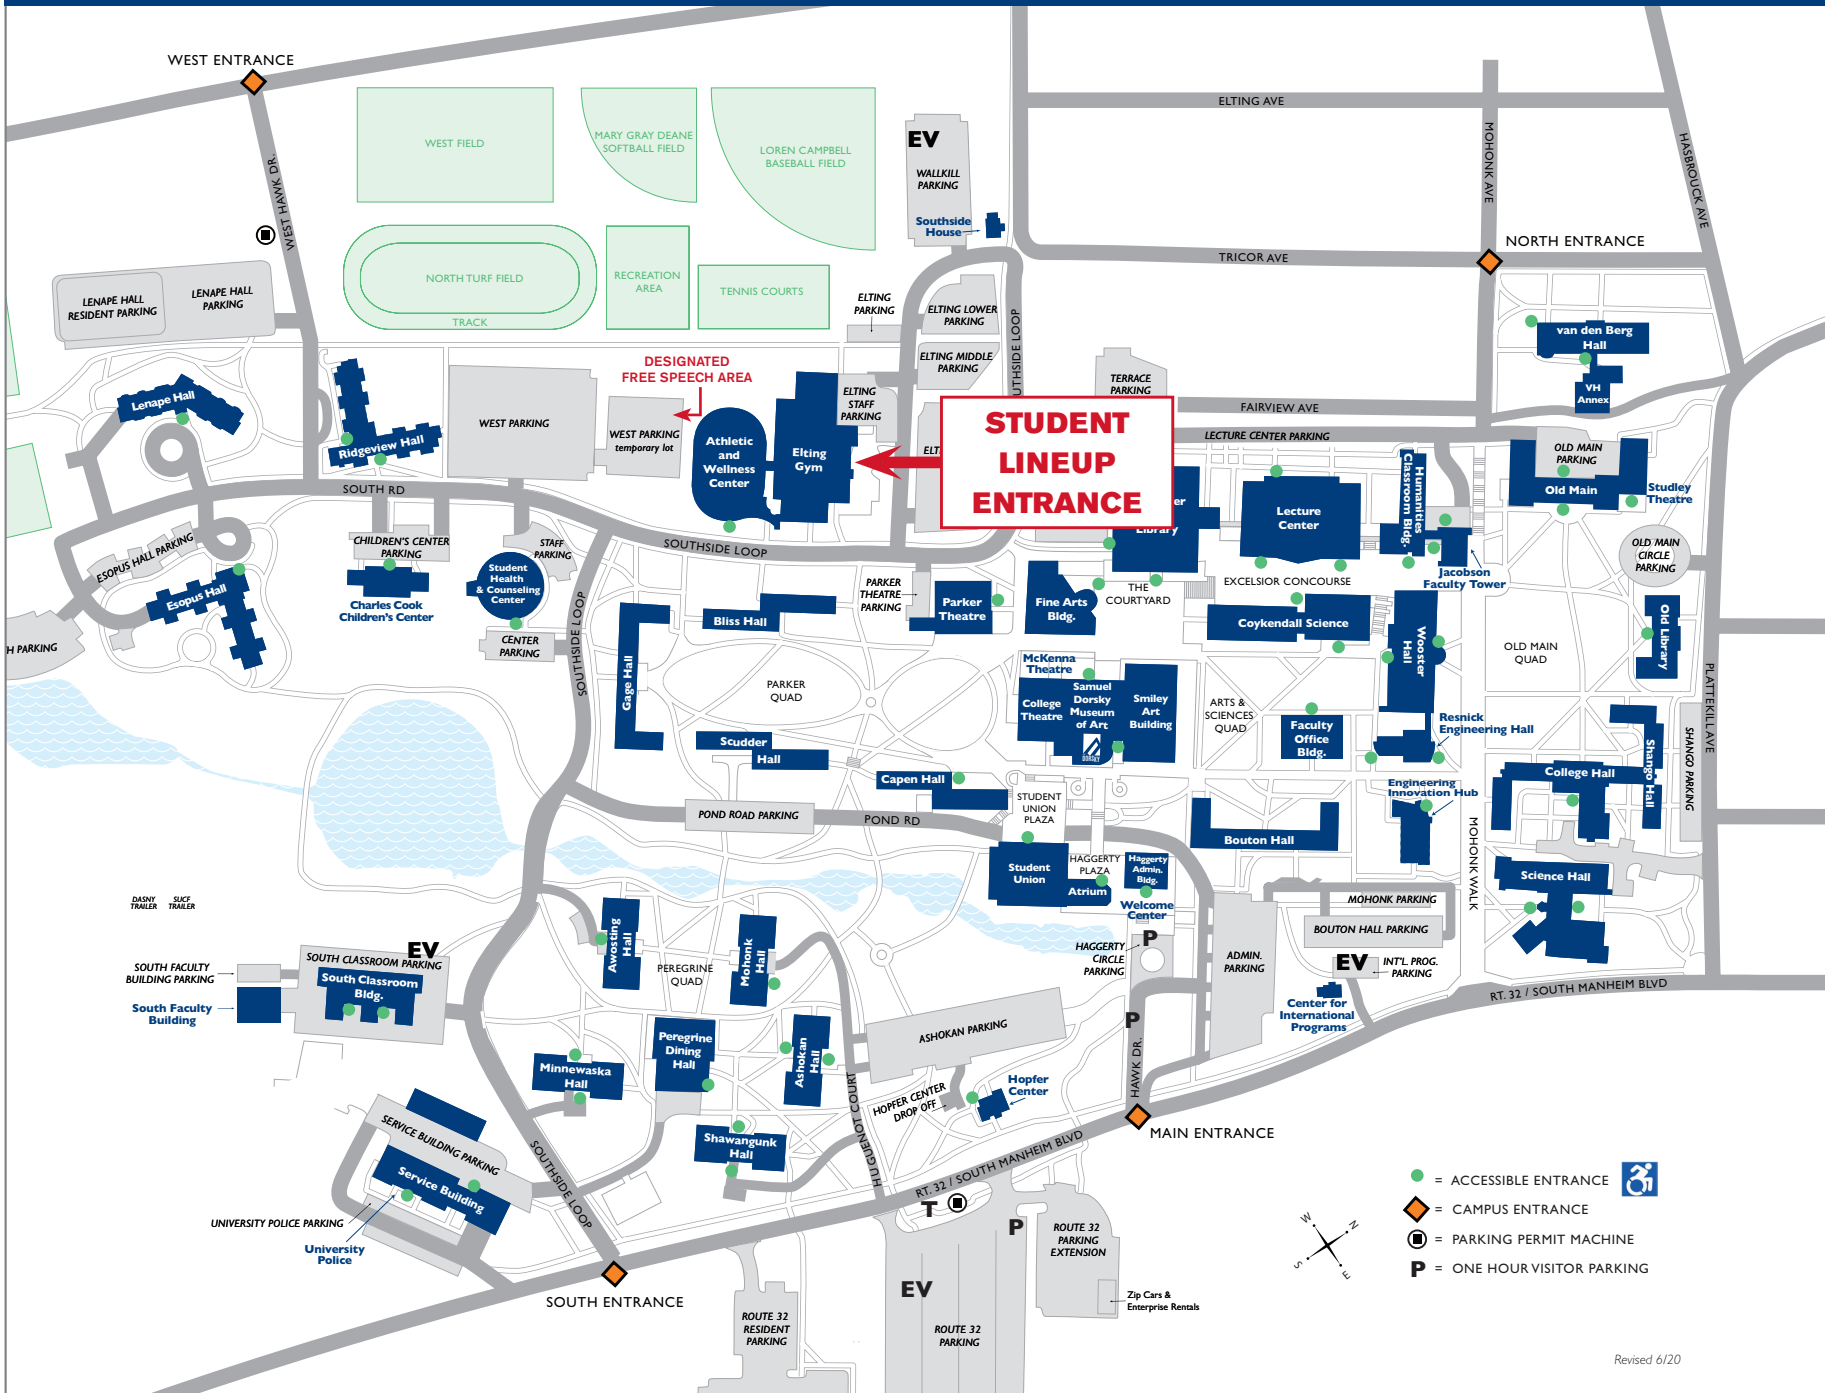 WEST ENTRANCE
WEST HAWK DR.
WEST FIELD
MARY GRAY DEANE
SOFTBALL FIELD
LOREN CAMPBELL
BASEBALL FIELD
EV
WALLKILL
PARKING
Southside
House
ELTING AVE
MOHONK AVE
HASBROUCK AVE
NORTH ENTRANCE
TRICOR AVE
LENAPE HALL
RESIDENT PARKING
LENAPE HALL
PARKING
NORTH TURF FIELD
TRACK
RECREATION
AREA
TENNIS COURTS
ELTING
PARKING
ELTING LOWER
PARKING
ELTING MIDDLE
PARKING
UTHSIDE LOOP
TERRACE
PARKING
van den Berg
Hall
VH
Annex
FAIRVIEW AVE
LECTURE CENTER PARKING
DESIGNATED
FREE SPEECH AREA
Lenape Hall
Ridgeview Hall
WEST PARKING
WEST PARKING
temporary lot
Athletic
and
Wellness
Center
Elting
Gym
ELTING
STAFF
PARKING
ELT
STUDENT
LINEUP
ENTRANCE
er
Library
Lecture
Center
Humanities
Classroom Bldg.
OLD MAIN
PARKING
Old Main
Studley
Theatre
SOUTH RD
SOUTHSIDE LOOP
ESOPUS HALL PARKING
CHILDREN'S CENTER
PARKING
STAFF
PARKING
Student
Health
& Counseling
Center
Charles Cook
Children's Center
CENTER
PARKING
Esopus Hall
H PARKING
SOUTHSIDE LOOP
PARKER
THEATRE
PARKING
Parker
Theatre
Fine Arts
Bldg.
THE
COURTYARD
EXCELSIOR CONCOURSE
Jacobson
Faculty Tower
OLD MAIN
CIRCLE
PARKING
Bliss Hall
Gage Hall
PARKER
QUAD
Coykendall Science
Wooster
Hall
OLD MAIN
QUAD
Old Library
McKenna
Theatre
College
Theatre
Samuel
Dorsky
Museum
of Art
DORSKY
Smiley
Art
Building
ARTS &
SCIENCES
QUAD
Faculty
Office
Bldg.
Resnick
Engineering Hall
Scudder
Hall
Capen Hall
STUDENT
UNION
PLAZA
Engineering
Innovation Hub
College Hall
Shango Hall
SHANGO PARKING
PLATTEKILL AVE
POND ROAD PARKING
POND RD
Bouton Hall
MOHONK WALK
Student
Union
HAGGERTY
PLAZA
Atrium
Haggerty
Admin.
Bldg.
Welcome
Center
Science Hall
MOHONK PARKING
BOUTON HALL PARKING
DASNY
TRAILER
SUCF
TRAILER
EV
SOUTH CLASSROOM PARKING
South Classroom
Bldg.
SOUTH FACULTY
BUILDING PARKING
South Faculty
Building
Awosting
Hall
PEREGRINE
QUAD
Mohonk
Hall
HAGGERTY
CIRCLE
PARKING
P
ADMIN.
PARKING
EV
INT'L. PROG.
PARKING
Center for
International
Programs
RT. 32 / SOUTH MANHEIM BLVD
P
HAWK DR.
Peregrine
Dining
Hall
Ashokan
Hall
ASHOKAN PARKING
Minnewaska
Hall
HOPFER CENTER
DROP OFF
Hopfer
Center
HUGUENOT COURT
MAIN ENTRANCE
Shawangunk
Hall
SERVICE BUILDING PARKING
Service Building
SOUTHSIDE LOOP
UNIVERSITY POLICE PARKING
University
Police
RT. 32 / SOUTH MANHEIM BLVD
T
P
ROUTE 32
PARKING
EXTENSION
EV
Zip Cars &
Enterprise Rentals
SOUTH ENTRANCE
ROUTE 32
RESIDENT
PARKING
ROUTE 32
PARKING
W
N
S
E
= ACCESSIBLE ENTRANCE
= CAMPUS ENTRANCE
= PARKING PERMIT MACHINE
P = ONE HOUR VISITOR PARKING
Revised 6/20